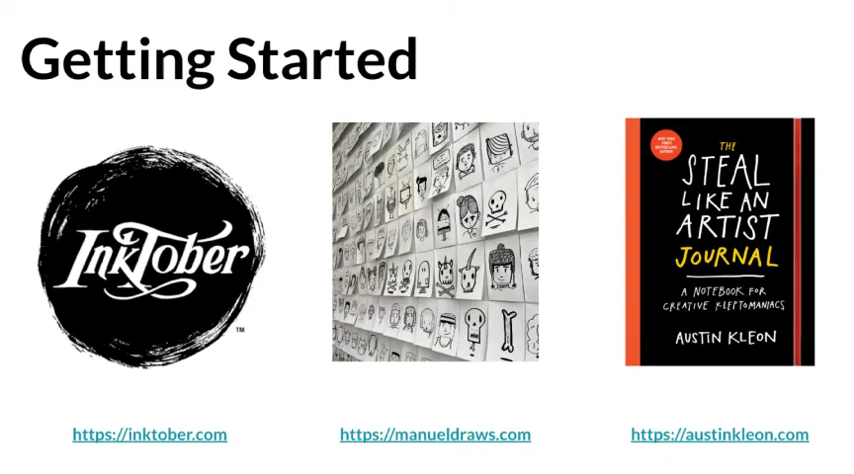 Getting Started
InkTober
™
THE
STEAL
LIKE AN
ARTIST
JOURNAL
A NOTEBOOK FOR
CREATIVE KLEPTOMANIACS
AUSTIN KLEON
https://inktober.com
https://manueldraws.com
https://austinkleon.com